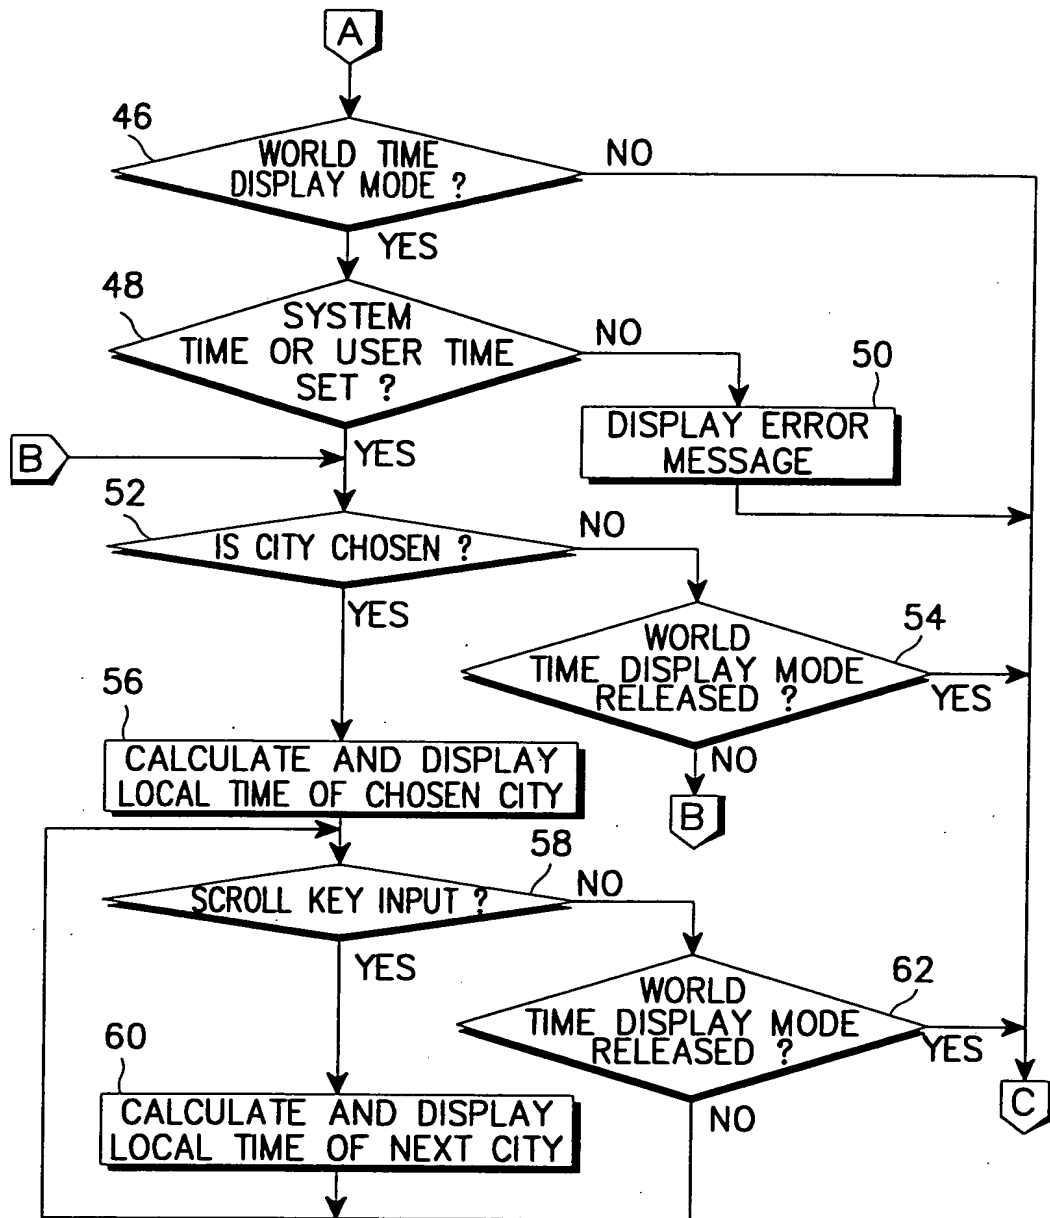 A
46
WORLD TIME
DISPLAY MODE ?
NO
YES
48
SYSTEM
TIME OR USER TIME
SET ?
NO
50
DISPLAY ERROR
MESSAGE
YES
B
52
IS CITY CHOSEN ?
NO
YES
54
WORLD
TIME DISPLAY MODE
RELEASED ?
YES
NO
B
56
CALCULATE AND DISPLAY
LOCAL TIME OF CHOSEN CITY
58
SCROLL KEY INPUT ?
NO
YES
62
WORLD
TIME DISPLAY MODE
RELEASED ?
YES
NO
C
60
CALCULATE AND DISPLAY
LOCAL TIME OF NEXT CITY